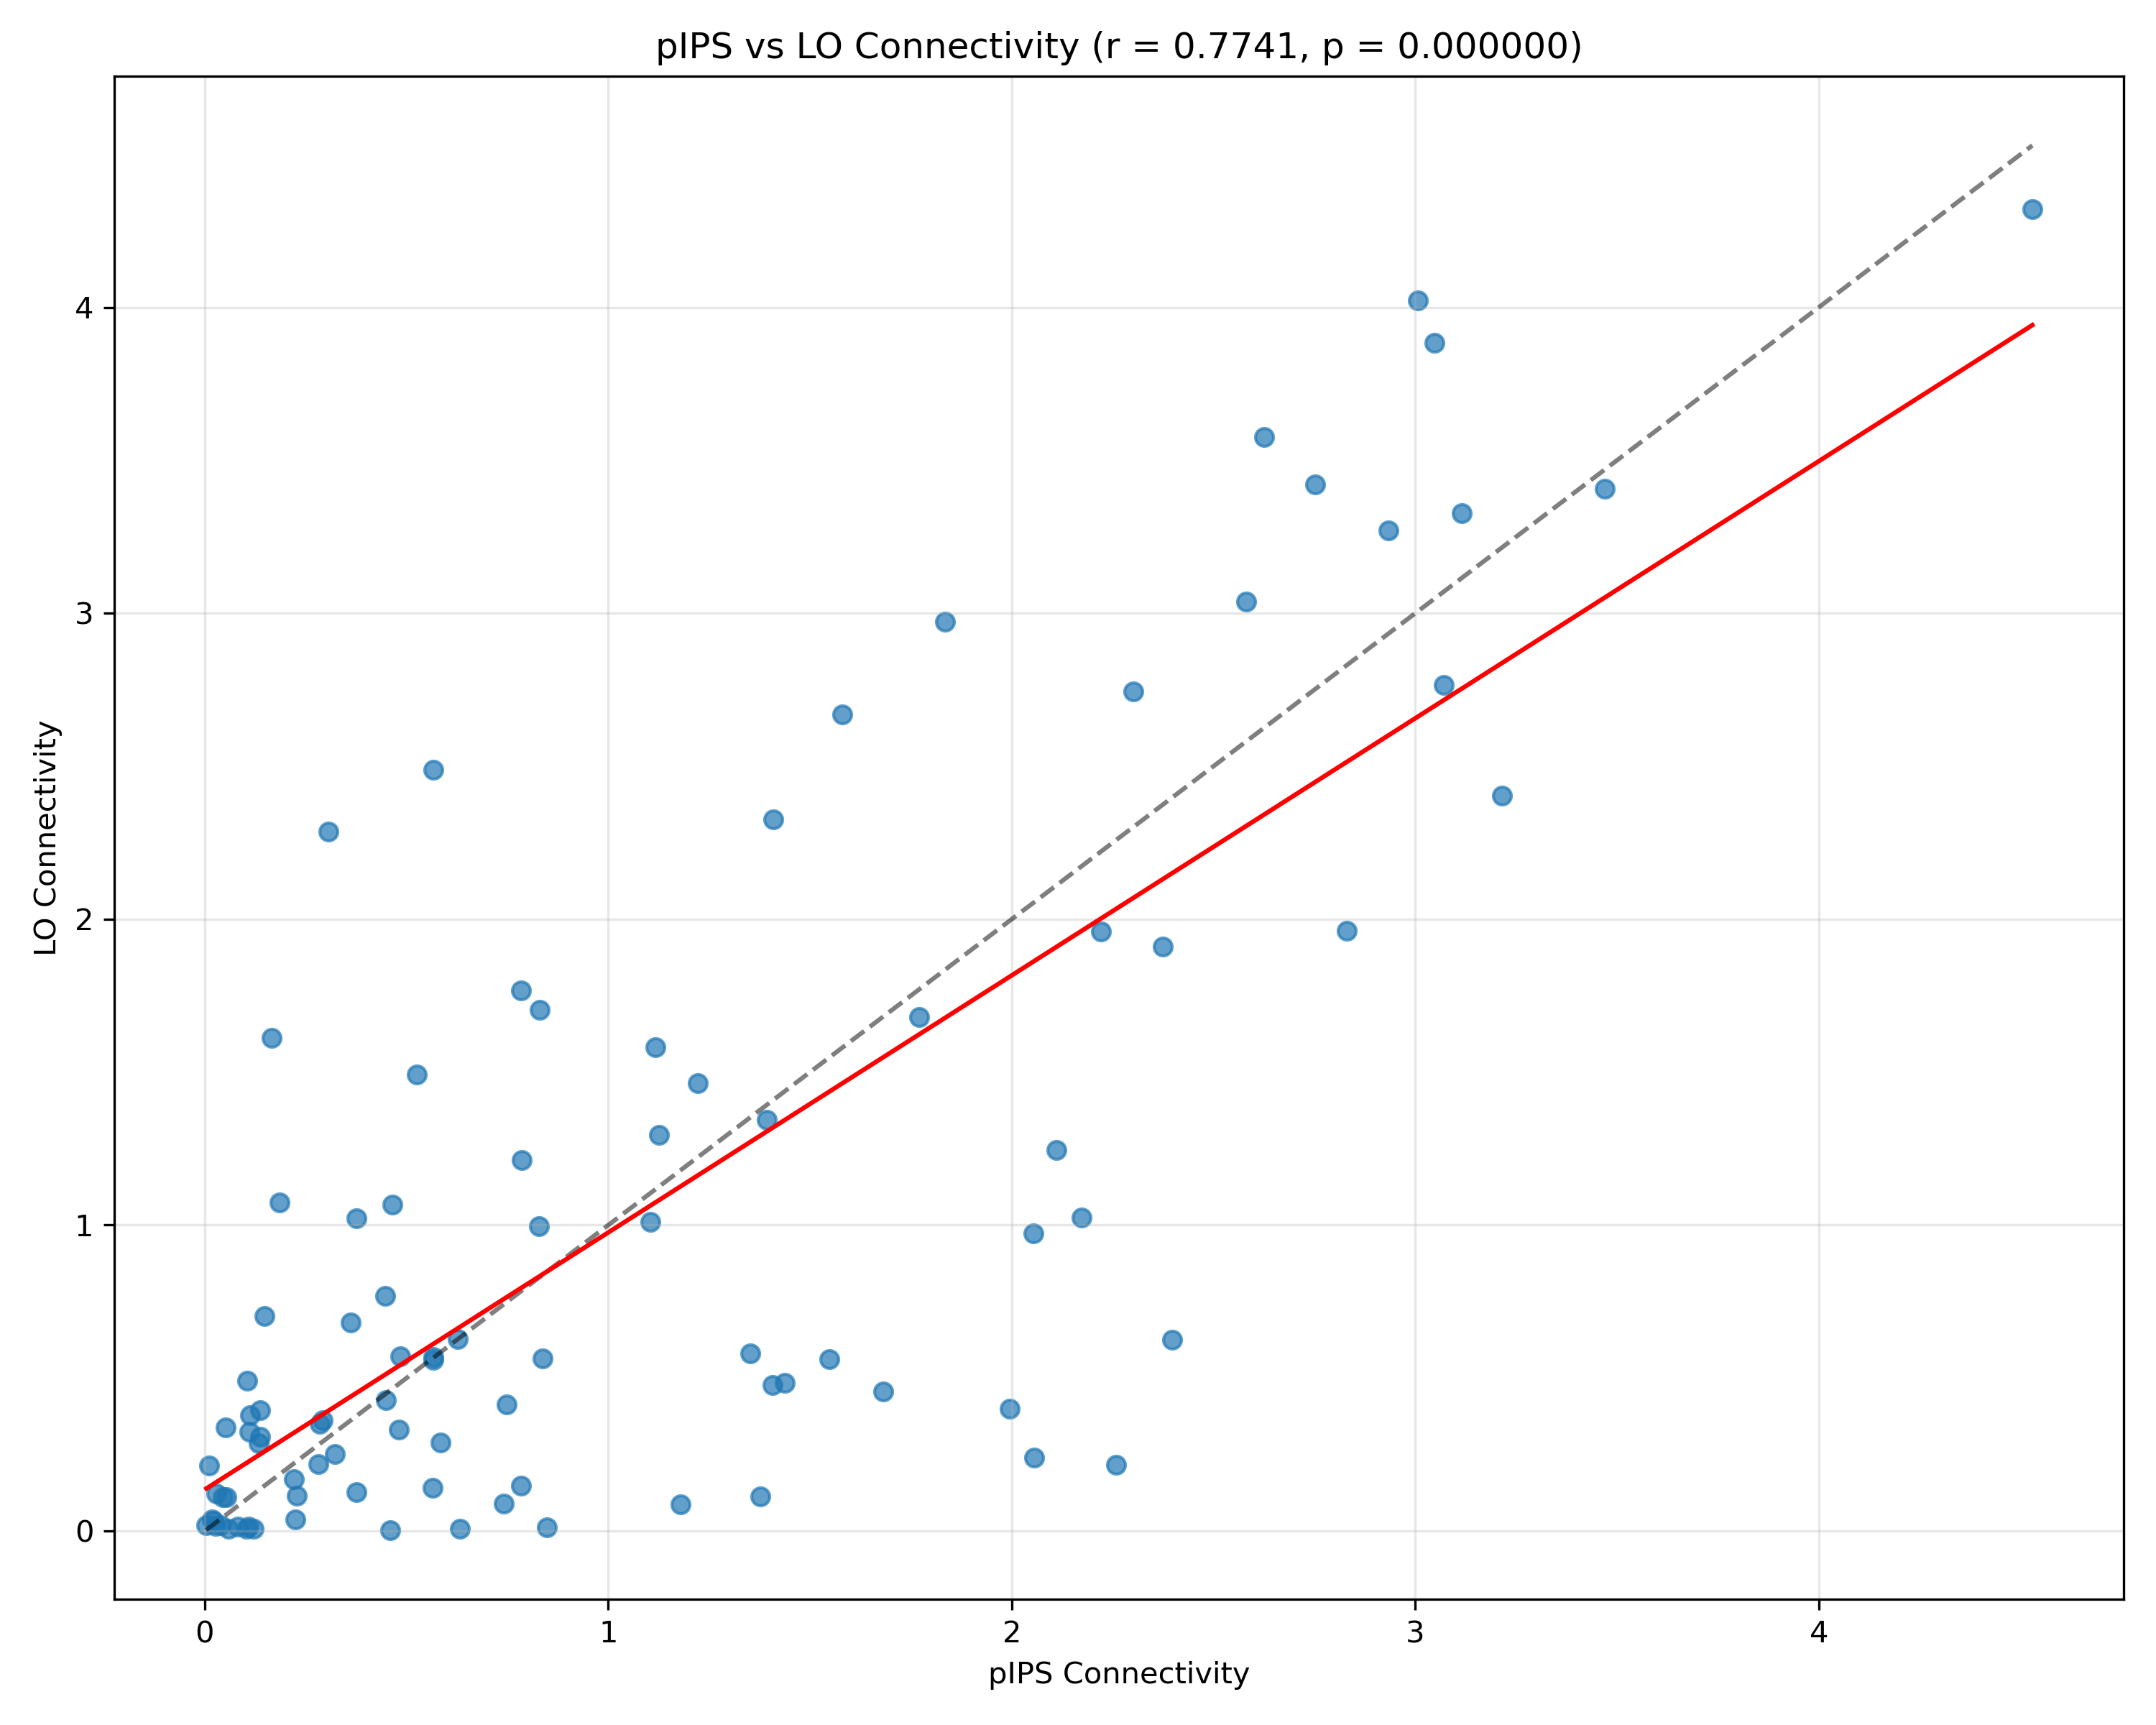 pIPS vs LO Connectivity (r = 0.7741, p = 0.000000)
4
3
2
1
0
LO Connectivity
0 1 2 3 4
pIPS Connectivity